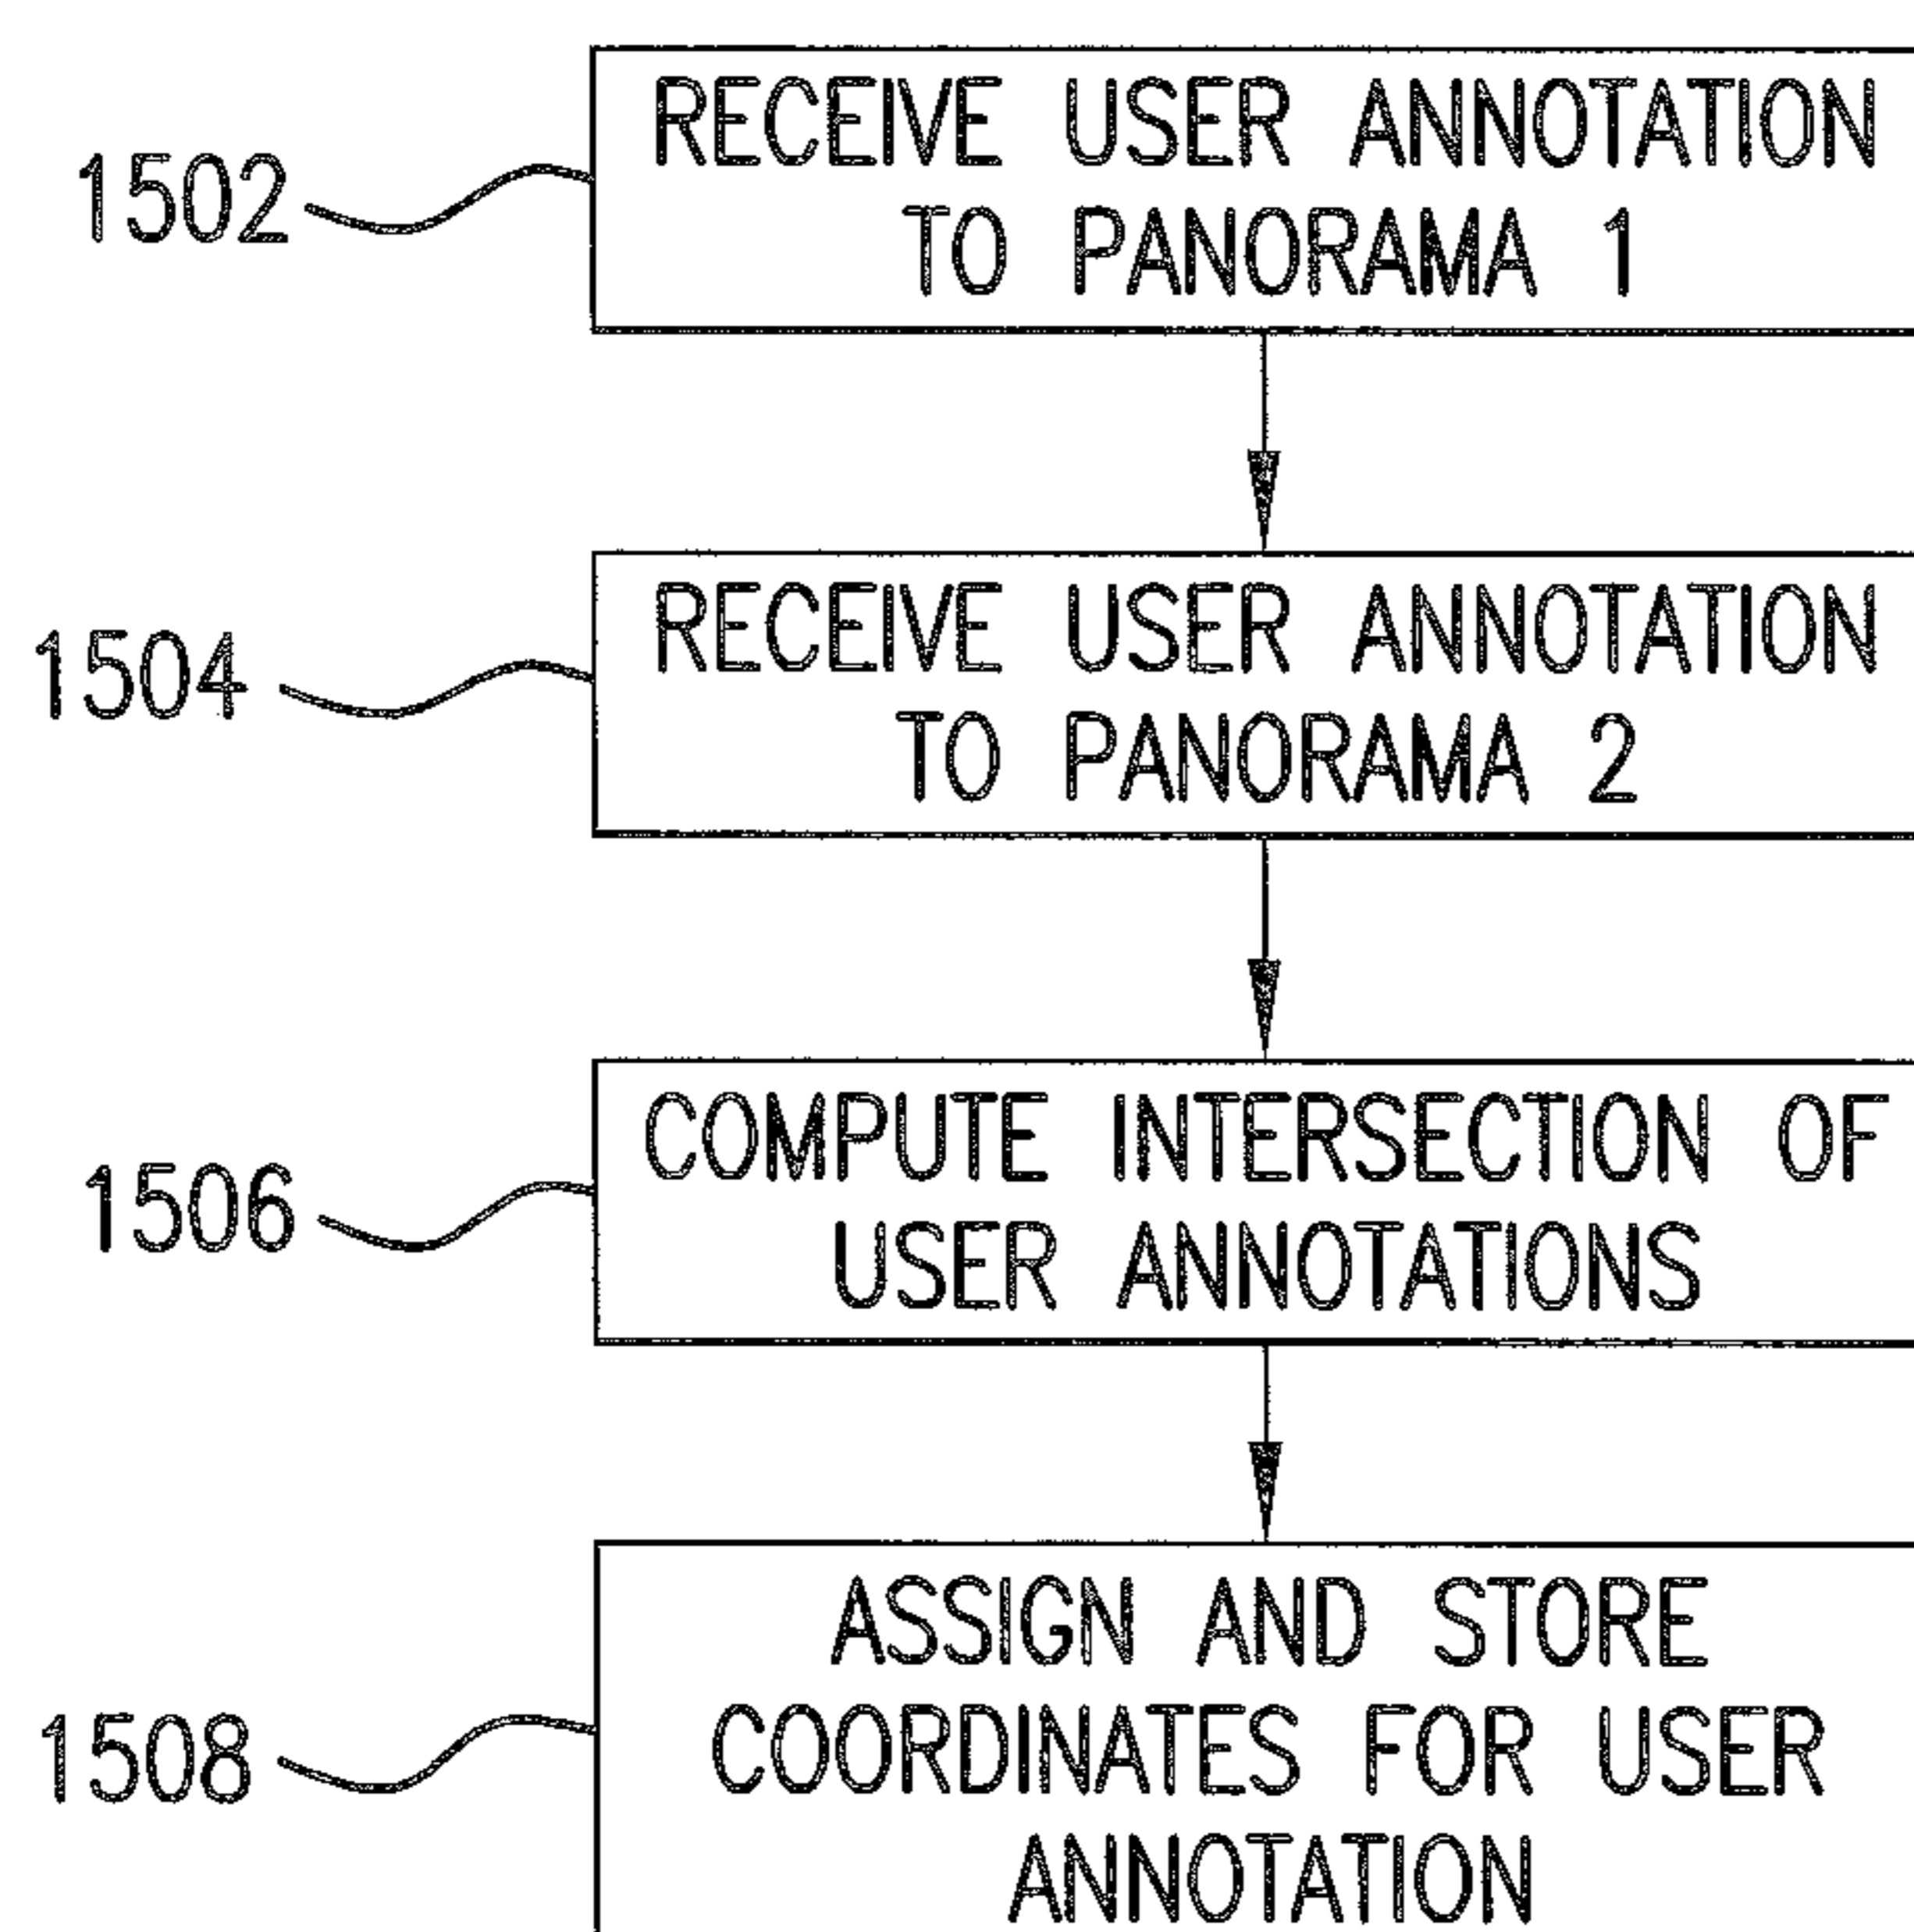 1502
RECEIVE USER ANNOTATION
TO PANORAMA 1
1504
RECEIVE USER ANNOTATION
TO PANORAMA 2
1506
COMPUTE INTERSECTION OF
USER ANNOTATIONS
1508
ASSIGN AND STORE
COORDINATES FOR USER
ANNOTATION